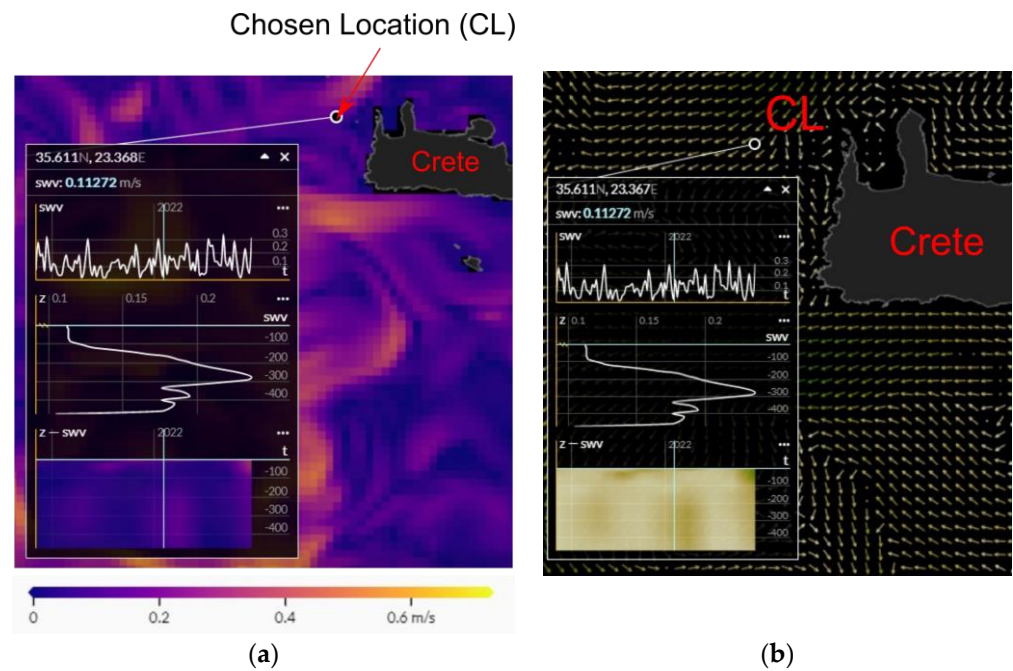 Chosen Location (CL)
Crete
35.611N, 23.368E
swv: 0.11272 m/s
swv
2022
0.3
0.2
0.1
t
z 0.1 0.15 0.2
swv
-100
-200
-300
-400
z — swv
2022
t
-100
-200
-300
-400
0 0.2 0.4 0.6 m/s
(a)
CL
Crete
35.611N, 23.367E
swv: 0.11272 m/s
swv
2022
0.3
0.2
0.1
t
z 0.1 0.15 0.2
swv
-100
-200
-300
-400
z — swv
2022
t
-100
-200
-300
-400
(b)